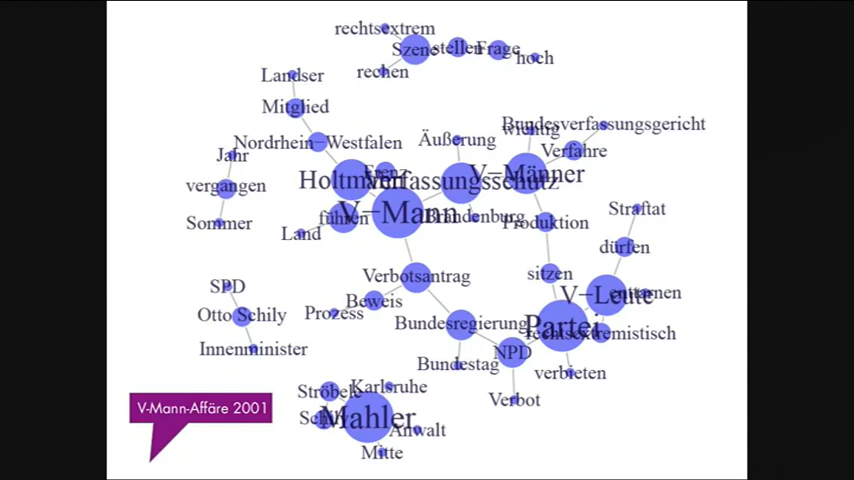 rechtsextrem
Szene
stellen
Frage
hoch
rechen
Landser
Mitglied
Nordrhein-Westfalen
Äußerung
wichtig
Bundesverfassungsgericht
Verfahre
Jahr
vergangen
Sommer
Frenz
Verfassungsschutz
V-Männer
V-Mann
führen
Land
Brandenburg
Produktion
Straftat
dürfen
SPD
Otto Schily
Innenminister
Verbotsantrag
Beweis
Prozess
sitzen
V-Leute
enttarnen
Bundesregierung
Partei
rechtsextremistisch
NPD
Bundestag
verbieten
Verbot
Karlsruhe
Mahler
Anwalt
Mitte
V-Mann-Affäre 2001